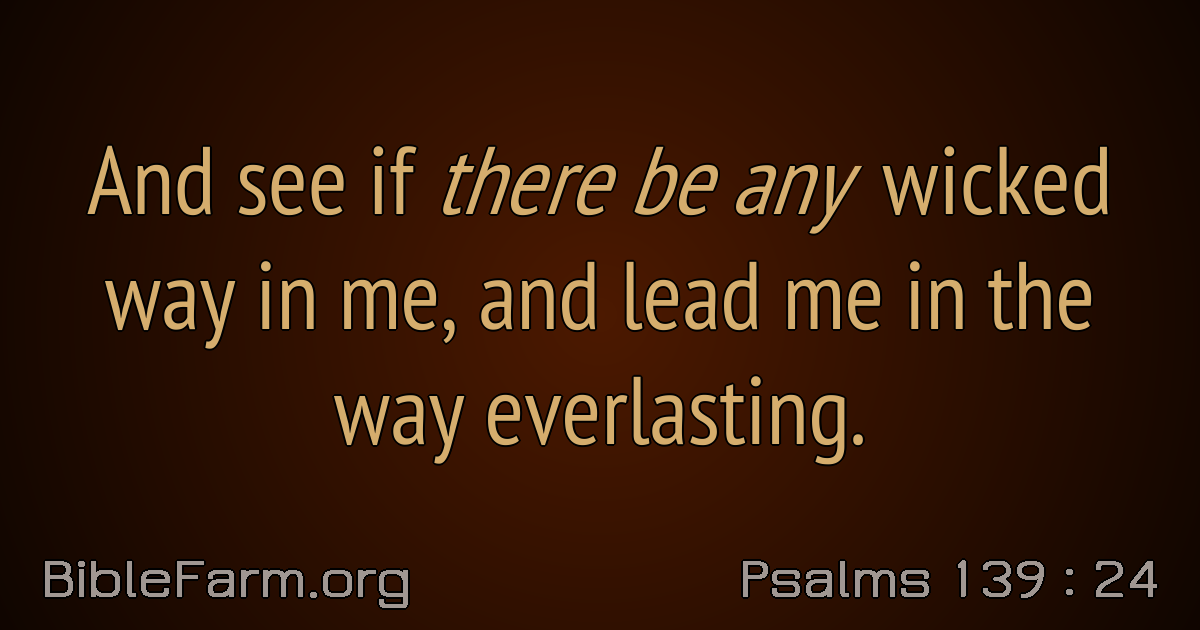 And see if there be any wicked
way in me, and lead me in the
way everlasting.
BibleFarm.org
Psalms 139 : 24